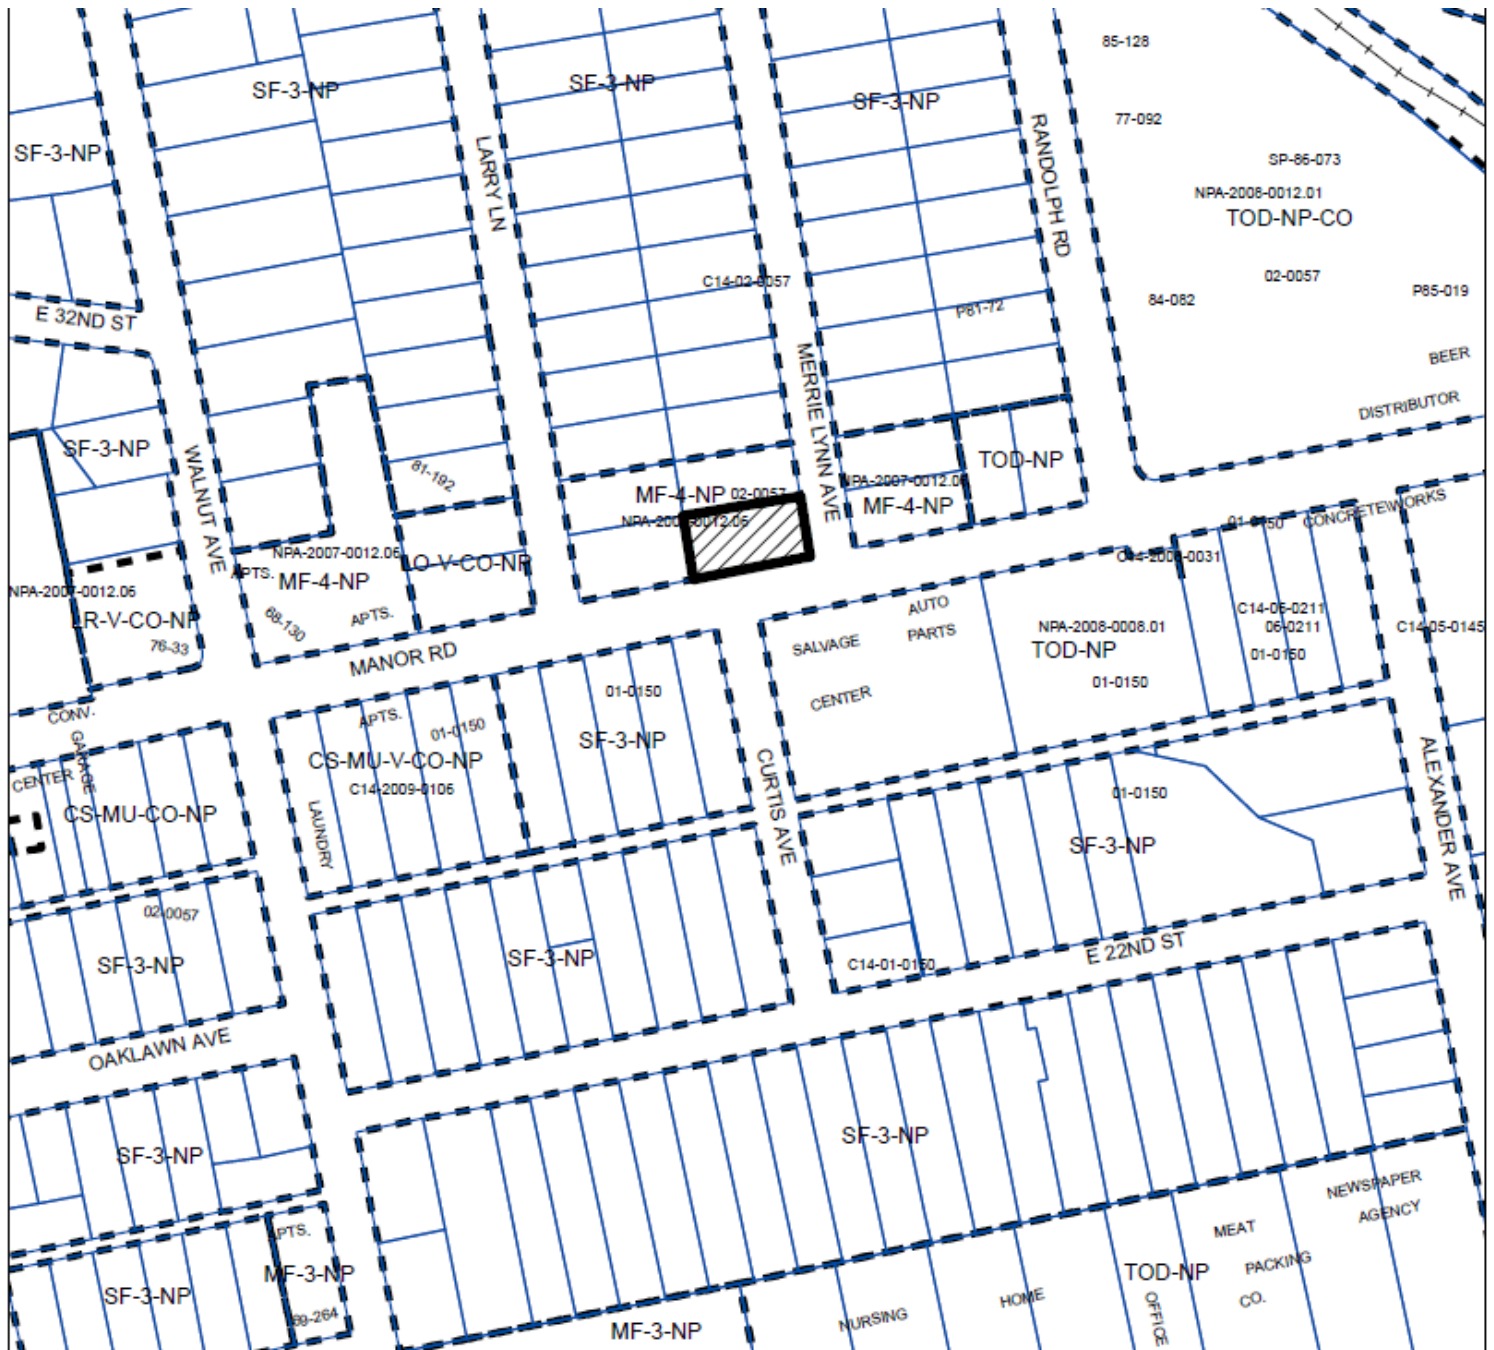 85-128
SF-3-NP
SF-3-NP
SF-3-NP
77-092
SF-3-NP
LARRY LN
RANDOLPH RD
SP-86-073
NPA-2008-0012.01
TOD-NP-CO
C14-02-0057
02-0057
P85-019
84-082
P81-72
E 32ND ST
BEER
DISTRIBUTOR
MERRIE LYNN AVE
SF-3-NP
WALNUT AVE
81-192
TOD-NP
MF-4-NP
02-0057
MF-4-NP
CONCRETEWORKS
01-0150
NPA-2007-0012.06
APTS.
MF-4-NP
LO-V-CO-NP
C14-2008-0031
NPA-2007-0012.06
LR-V-CO-NP
76-33
68-130
APTS.
AUTO
PARTS
SALVAGE
CENTER
NPA-2008-0008.01
TOD-NP
01-0150
C14-05-0211
06-0211
01-0150
C14-05-0145
MANOR RD
CONV.
GARAGE
CENTER
CS-MU-CO-NP
APTS.
01-0150
CS-MU-V-CO-NP
C14-2009-0106
LAUNDRY
01-0150
SF-3-NP
CURTIS AVE
01-0150
SF-3-NP
ALEXANDER AVE
02-0057
SF-3-NP
SF-3-NP
C14-01-0150
E 22ND ST
OAKLAWN AVE
SF-3-NP
SF-3-NP
APTS.
MF-3-NP
69-264
SF-3-NP
MF-3-NP
NURSING
HOME
TOD-NP
OFFICE
MEAT
PACKING
CO.
NEWSPAPER
AGENCY